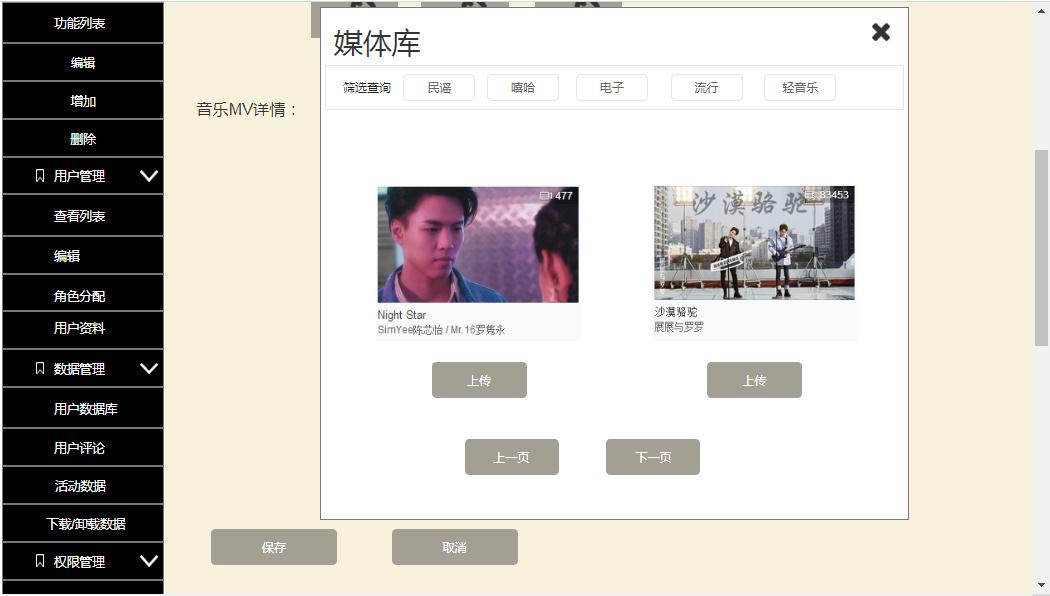 功能列表
编辑
增加
删除
用户管理
查看列表
编辑
角色分配
用户资料
数据管理
用户数据库
用户评论
活动数据
下载/卸载数据
权限管理
音乐MV详情：
媒体库
筛选查询 民谣 嘻哈 电子 流行 轻音乐
477
Night Star
SimYee陈芯怡 / Mr.16罗隽永
上传
沙漠骆驼
83453
沙漠骆驼
展展与罗罗
上传
上一页 下一页
保存 取消